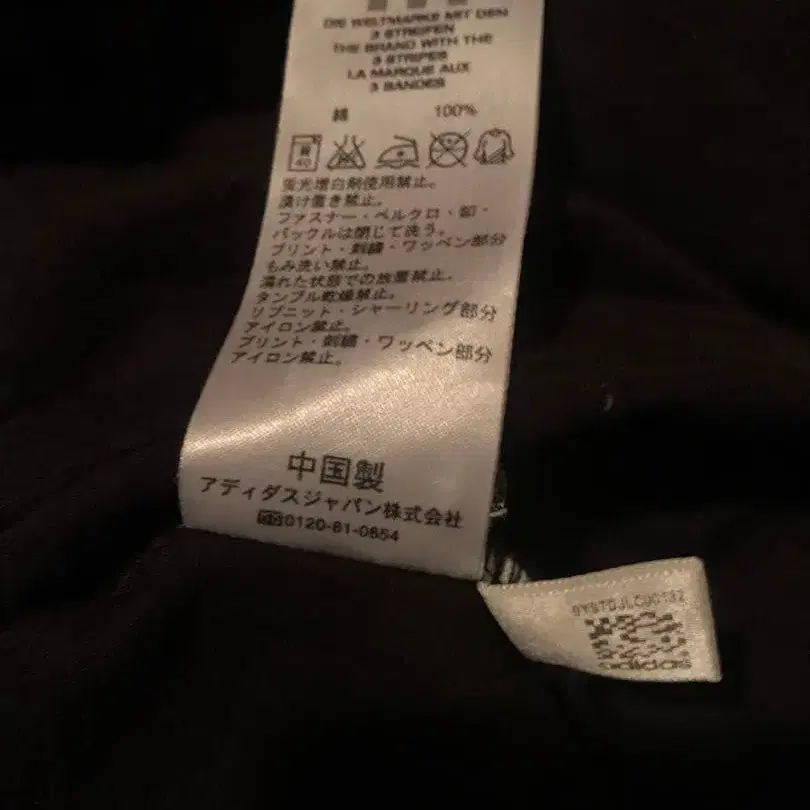 DIE WELTMARKE MIT DEN
3 STREIFEN
THE BRAND WITH THE
3 STRIPES
LA MARQUE AUX
3 BANDES
綿 100%
40
蛍光増白剤使用禁止。
漬け置き禁止。
ファスナー・ベルクロ・釦・
バックルは閉じて洗う。
プリント・刺繍・ワッペン部分
もみ洗い禁止。
濡れた状態での放置禁止。
タンブル乾燥禁止。
リブニット・シャーリング部分
アイロン禁止。
プリント・刺繍・ワッペン部分
アイロン禁止。
中国製
アディダスジャパン株式会社
0120-81-0654
adidas